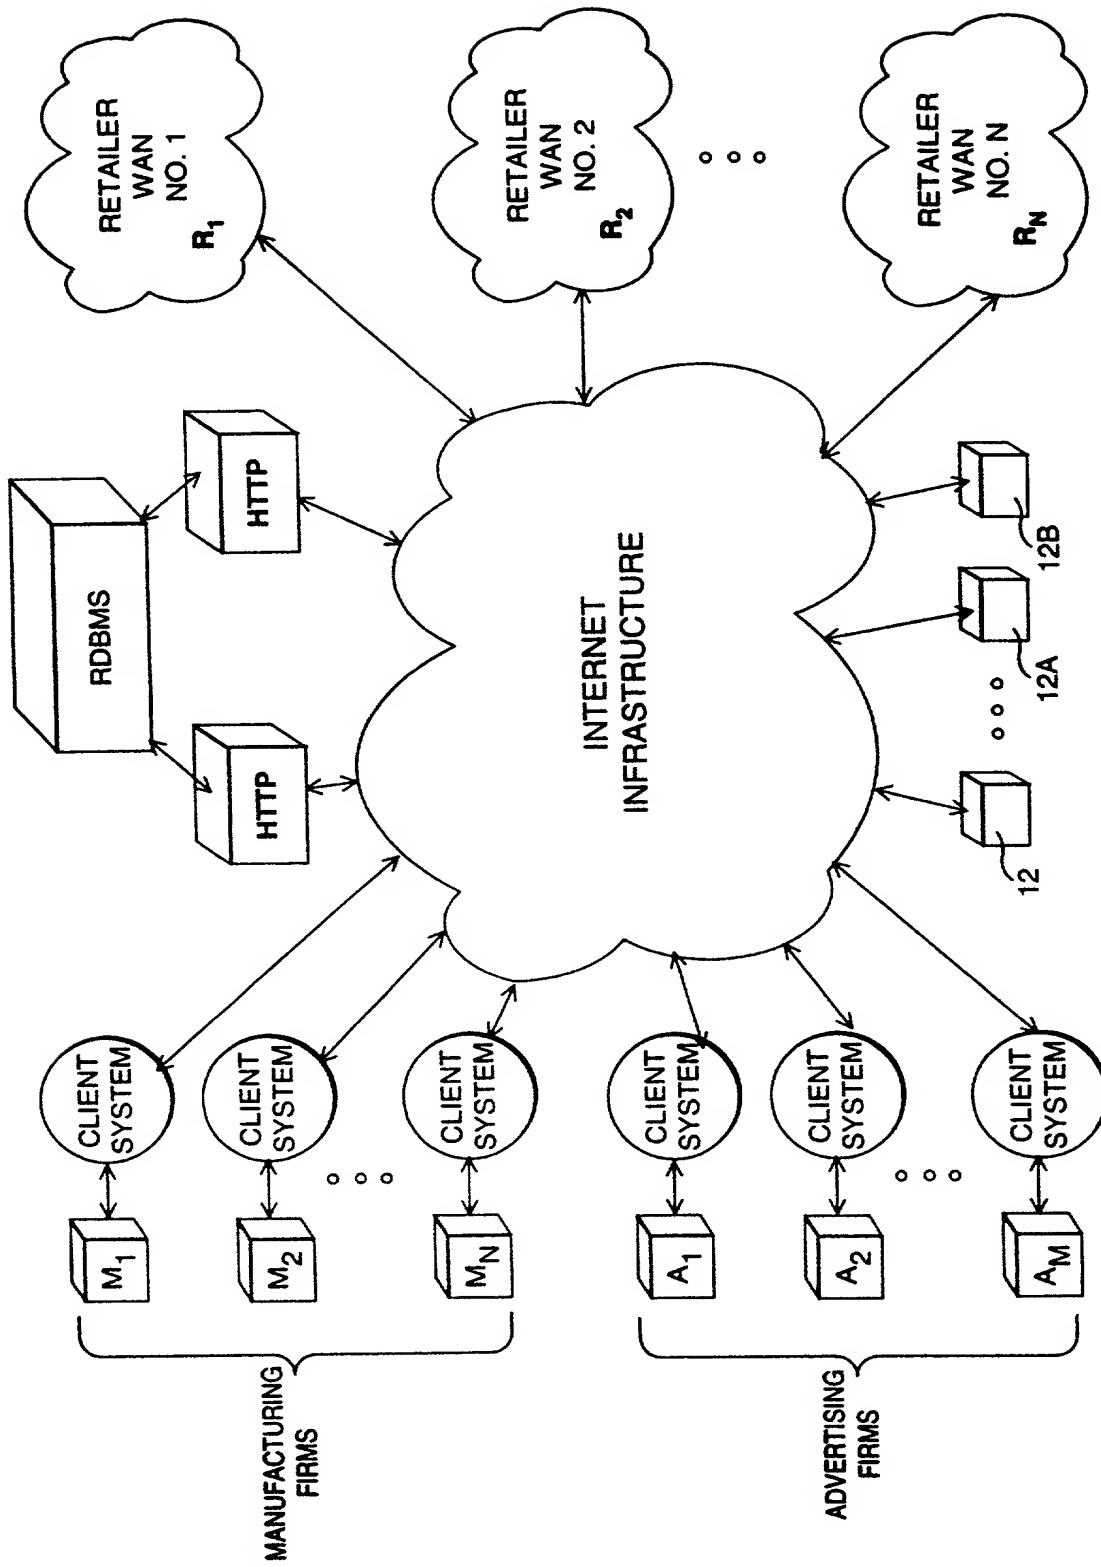 RDBMS
HTTP
HTTP
RETAILER
WAN
NO. 1
R1
RETAILER
WAN
NO. 2
R2
RETAILER
WAN
NO. N
RN
INTERNET
INFRASTRUCTURE
MANUFACTURING
FIRMS
M1
CLIENT
SYSTEM
M2
CLIENT
SYSTEM
MN
CLIENT
SYSTEM
ADVERTISING
FIRMS
A1
CLIENT
SYSTEM
A2
CLIENT
SYSTEM
AM
CLIENT
SYSTEM
12
12A
12B